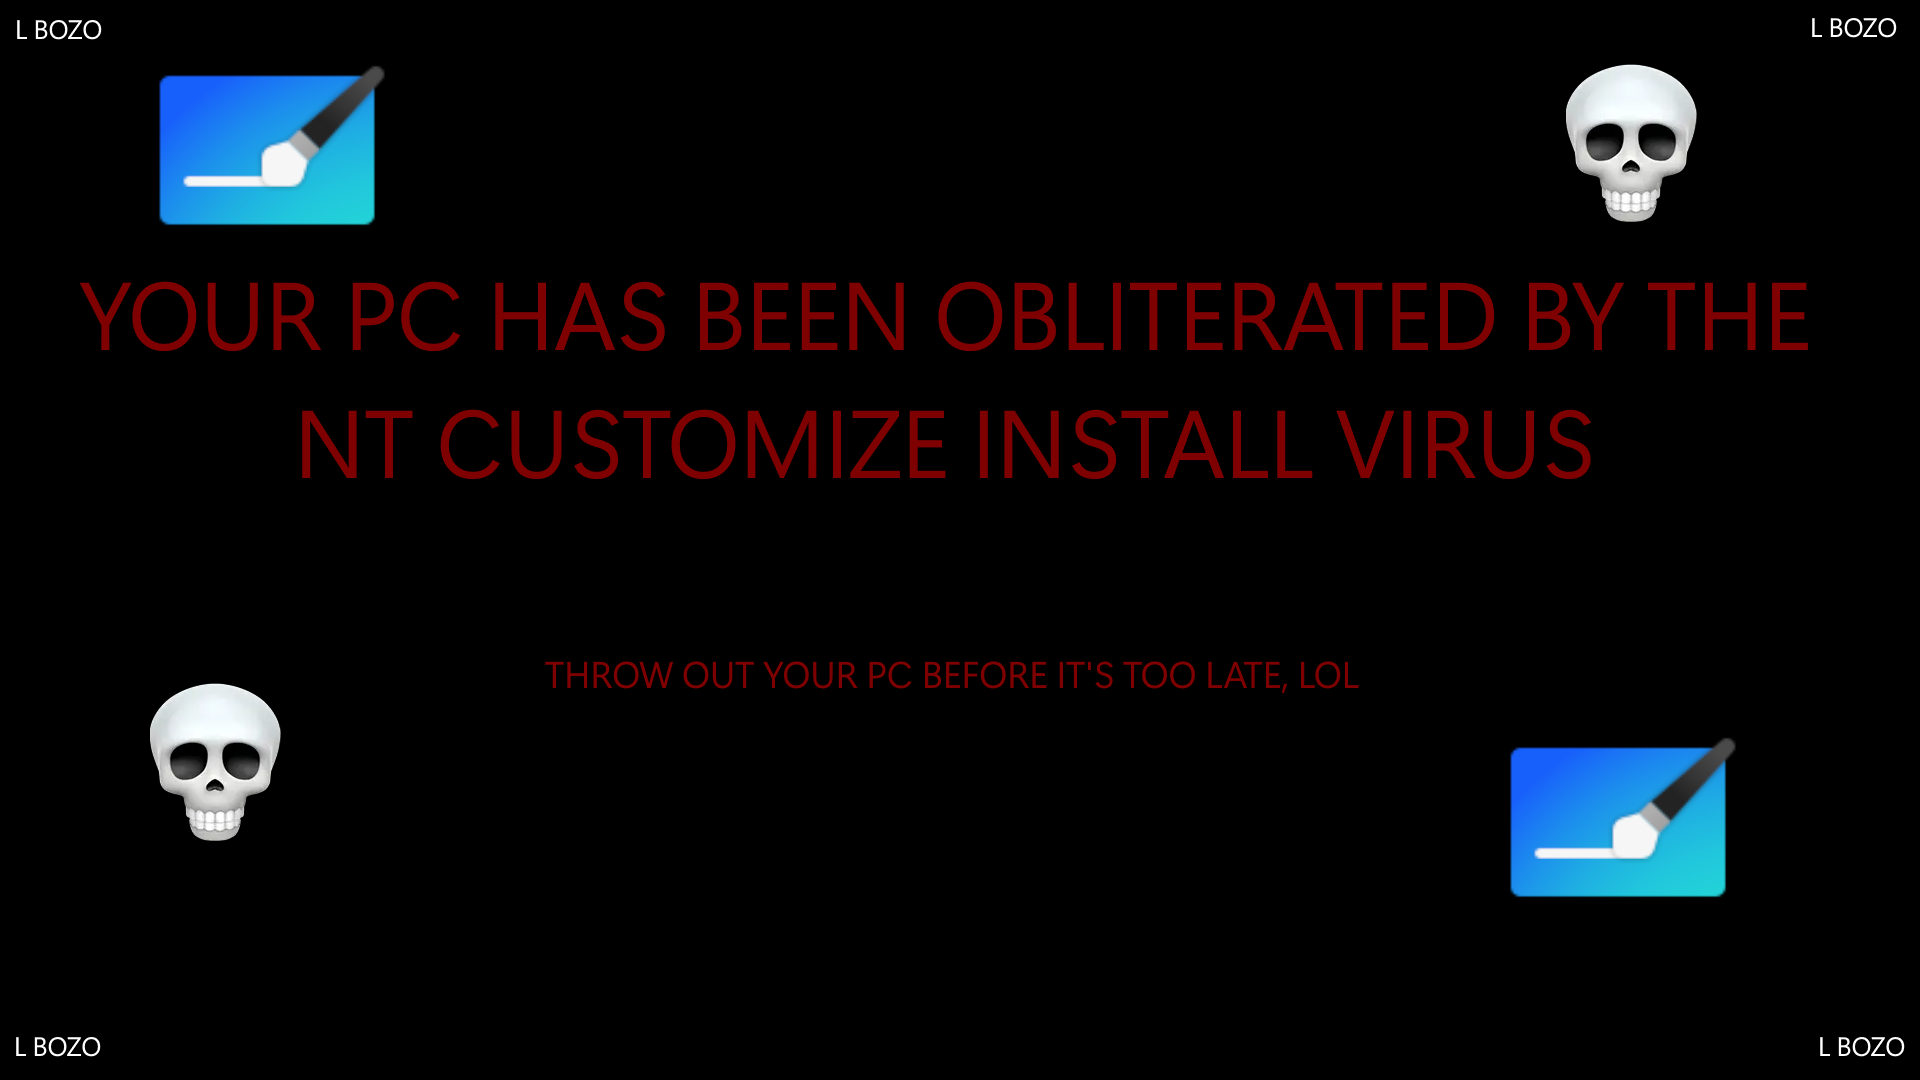 L BOZO
L BOZO
YOUR PC HAS BEEN OBLITERATED BY THE
NT CUSTOMIZE INSTALL VIRUS
THROW OUT YOUR PC BEFORE IT'S TOO LATE, LOL
L BOZO
L BOZO